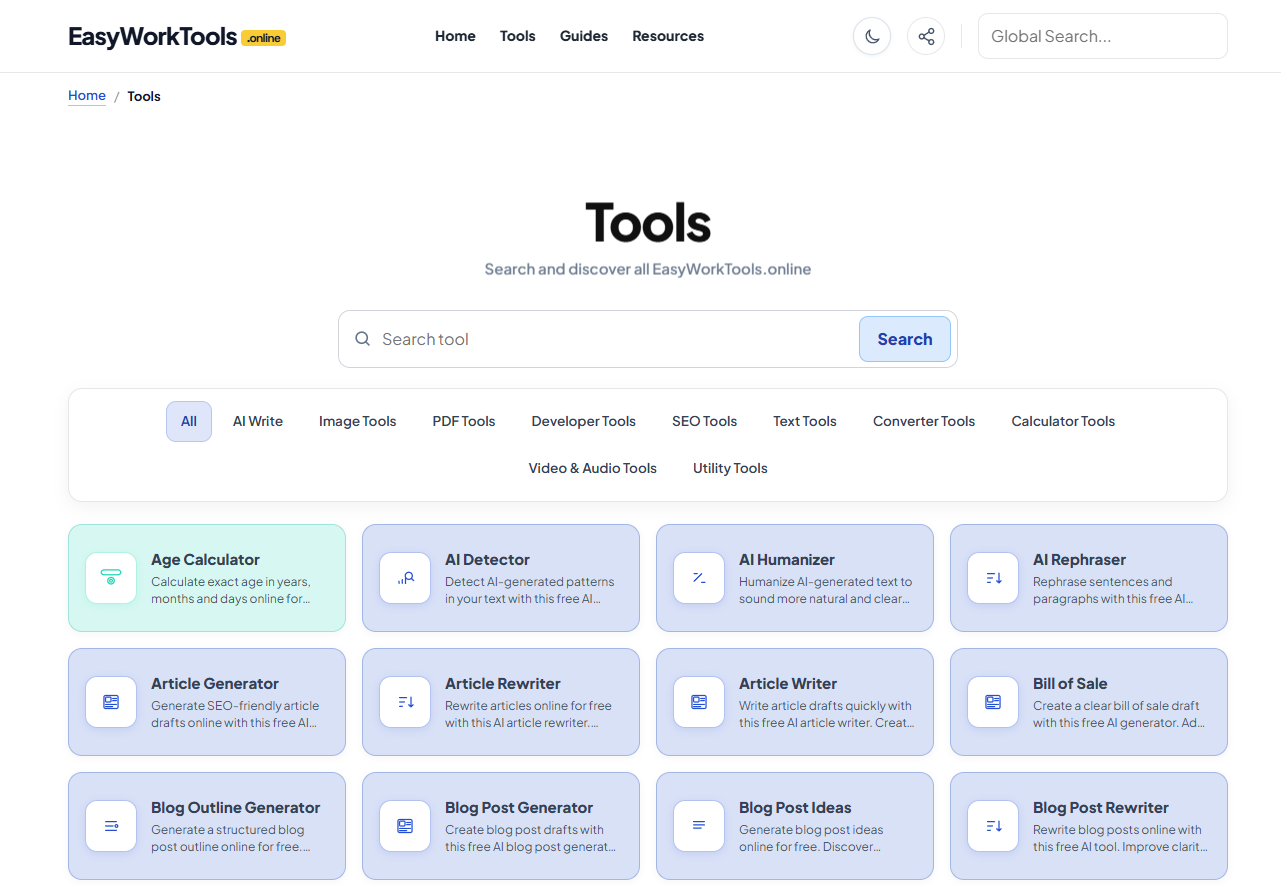 EasyWorkTools .online
Home Tools Guides Resources
Global Search...
Home / Tools
Tools
Search and discover all EasyWorkTools.online
Search tool
Search
All AI Write Image Tools PDF Tools Developer Tools SEO Tools Text Tools Converter Tools Calculator Tools
Video & Audio Tools Utility Tools
Age Calculator
Calculate exact age in years,
months and days online for...
AI Detector
Detect AI-generated patterns
in your text with this free AI...
AI Humanizer
Humanize AI-generated text to
sound more natural and clear...
AI Rephraser
Rephrase sentences and
paragraphs with this free AI...
Article Generator
Generate SEO-friendly article
drafts online with this free AI...
Article Rewriter
Rewrite articles online for free
with this AI article rewriter....
Article Writer
Write article drafts quickly with
this free AI article writer. Creat...
Bill of Sale
Create a clear bill of sale draft
with this free AI generator. Ad...
Blog Outline Generator
Generate a structured blog
post outline online for free....
Blog Post Generator
Create blog post drafts with
this free AI blog post generat...
Blog Post Ideas
Generate blog post ideas
online for free. Discover...
Blog Post Rewriter
Rewrite blog posts online with
this free AI tool. Improve clarit...